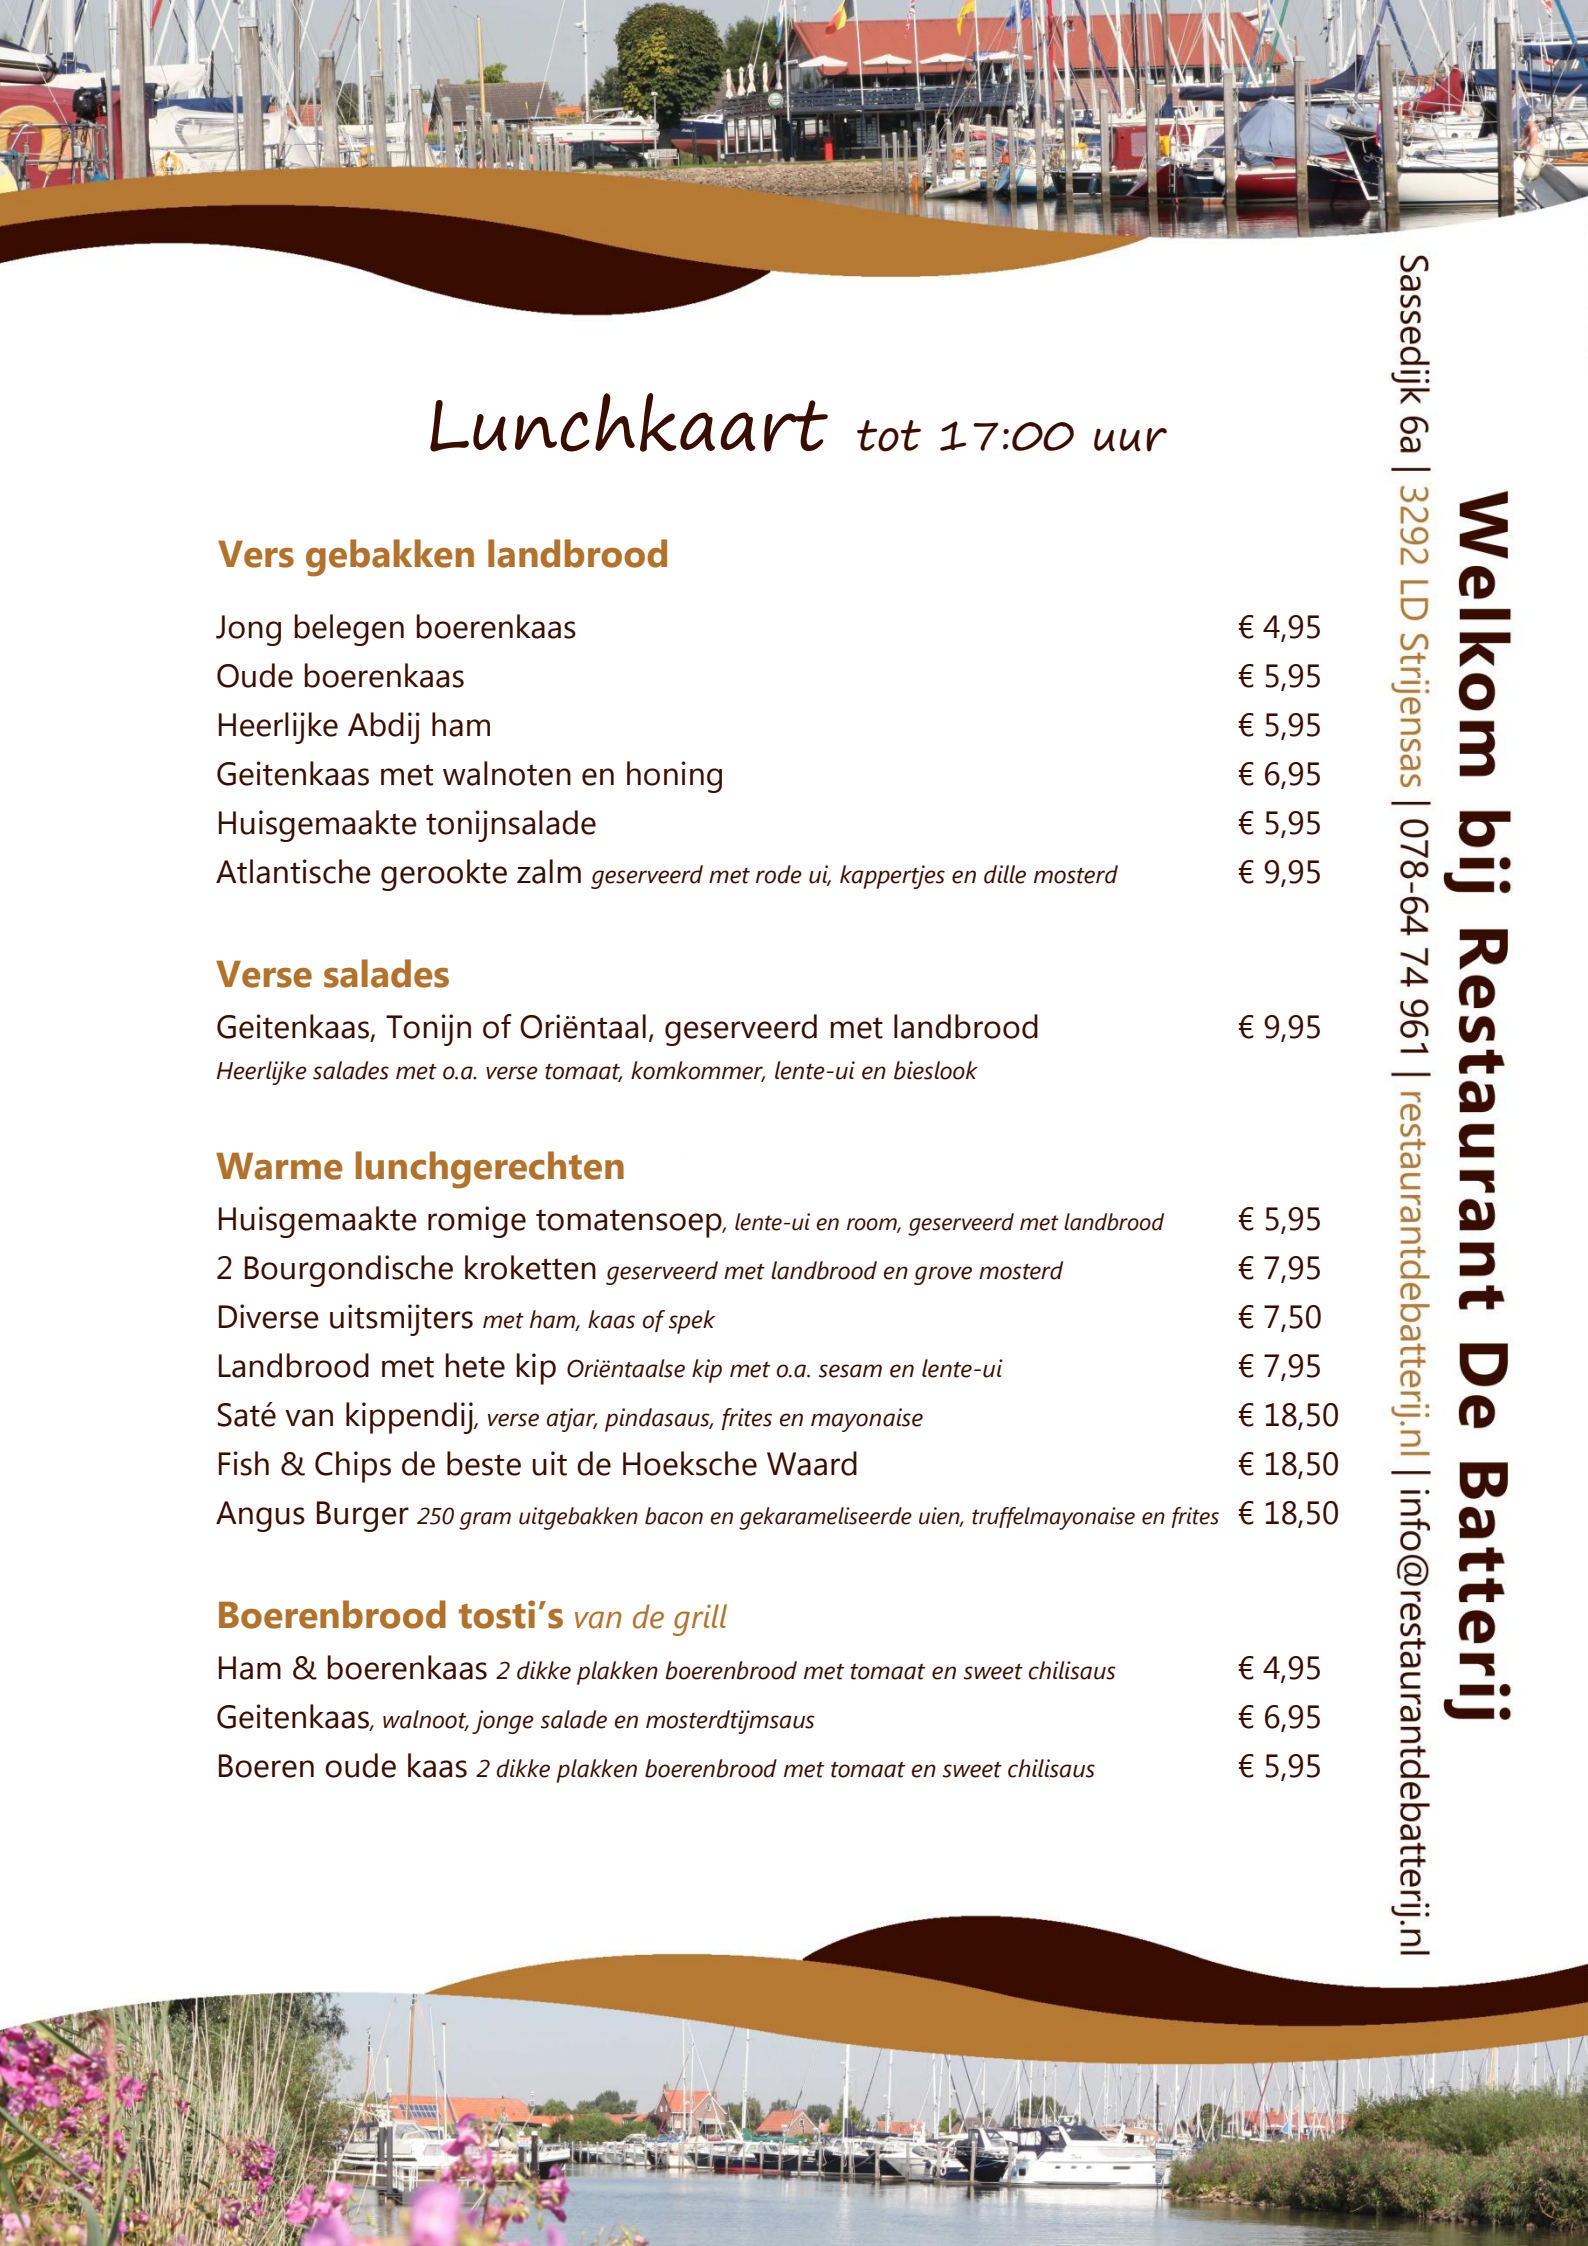 Lunchkaart tot 17:00 uur
Vers gebakken landbrood
Jong belegen boerenkaas € 4,95
Oude boerenkaas € 5,95
Heerlijke Abdij ham € 5,95
Geitenkaas met walnoten en honing € 6,95
Huisgemaakte tonijnsalade € 5,95
Atlantische gerookte zalm geserveerd met rode ui, kappertjes en dille mosterd € 9,95
Verse salades
Geitenkaas, Tonijn of Oriëntaal, geserveerd met landbrood € 9,95
Heerlijke salades met o.a. verse tomaat, komkommer, lente-ui en bieslook
Warme lunchgerechten
Huisgemaakte romige tomatensoep, lente-ui en room, geserveerd met landbrood € 5,95
2 Bourgondische kroketten geserveerd met landbrood en grove mosterd € 7,95
Diverse uitsmijters met ham, kaas of spek € 7,50
Landbrood met hete kip Oriëntaalse kip met o.a. sesam en lente-ui € 7,95
Saté van kippendij, verse atjar, pindasaus, frites en mayonaise € 18,50
Fish & Chips de beste uit de Hoeksche Waard € 18,50
Angus Burger 250 gram uitgebakken bacon en gekarameliseerde uien, truffelmayonaise en frites € 18,50
Boerenbrood tosti’s van de grill
Ham & boerenkaas 2 dikke plakken boerenbrood met tomaat en sweet chilisaus € 4,95
Geitenkaas, walnoot, jonge salade en mosterdtijmsaus € 6,95
Boeren oude kaas 2 dikke plakken boerenbrood met tomaat en sweet chilisaus € 5,95
Welkom bij Restaurant De Batterij
Sassedijk 6a | 3292 LD Strijensas | 078-64 74 961 | restaurantdebatterij.nl | info@restaurantdebatterij.nl